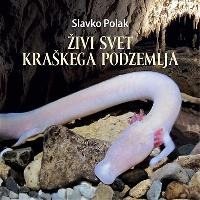 Slavko Polak
ŽIVI SVET
KRAŠKEGA PODZEMLJA